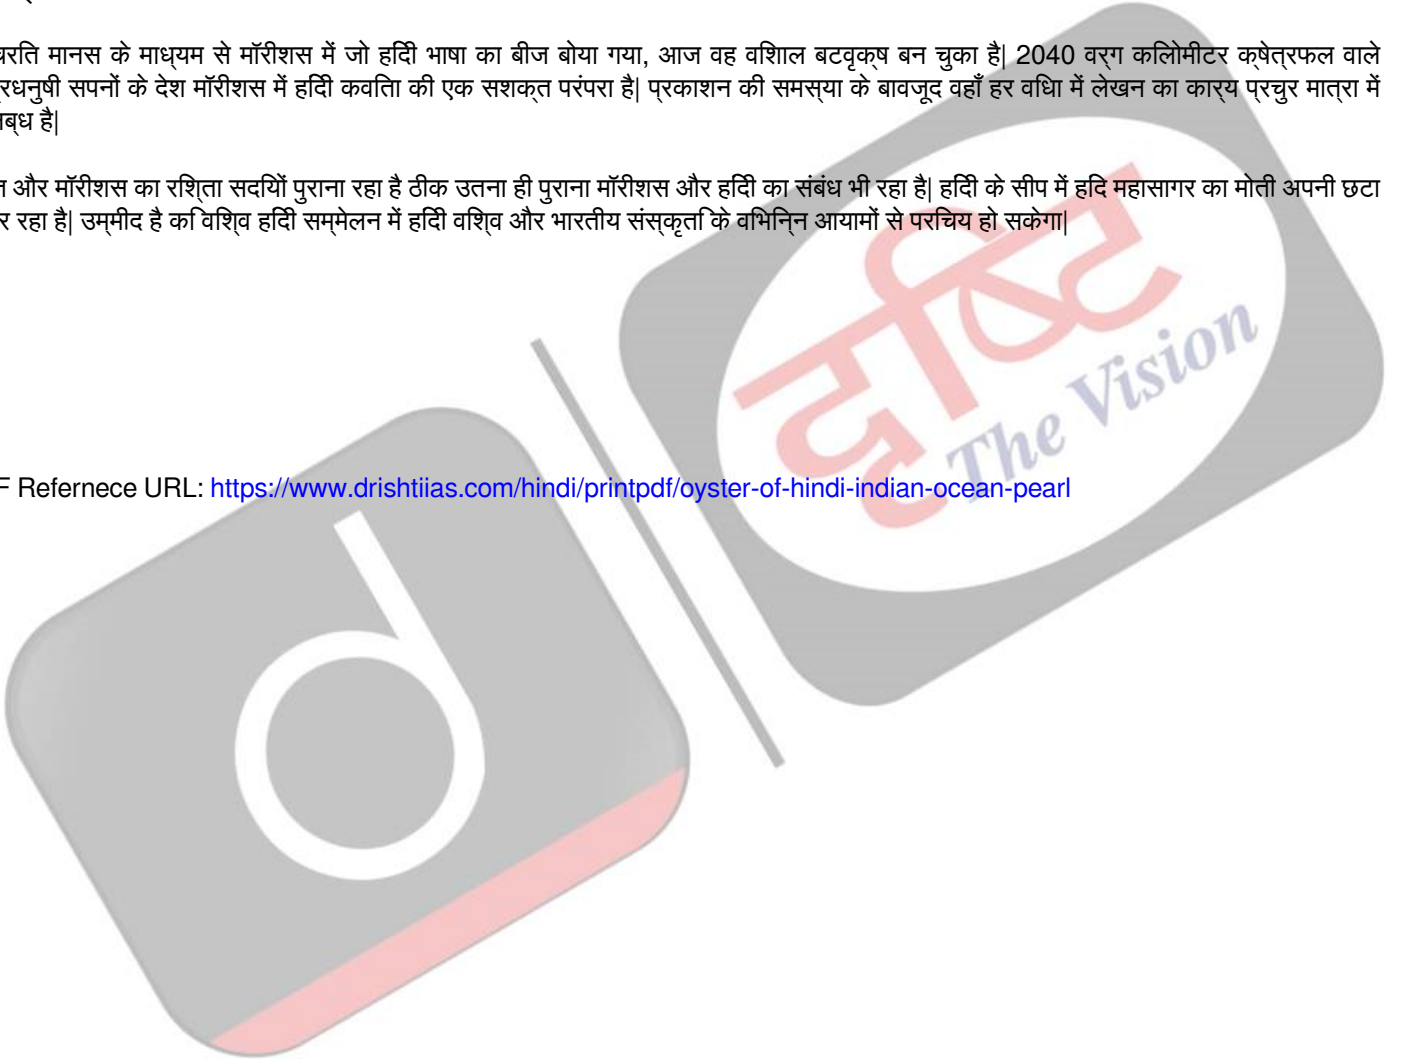 चरित मानस के माध्यम से मॉरीशस में जो हिंदी भाषा का बीज बोया गया, आज वह विशाल बटवृक्ष बन चुका है| 2040 वर्ग किलोमीटर क्षेत्रफल वाले
रधनुषी सपनों के देश मॉरीशस में हिंदी कविता की एक सशक्त परंपरा है| प्रकाशन की समस्या के बावजूद वहाँ हर विधा में लेखन का कार्य प्रचुर मात्रा में
ब्ध है|
और मॉरीशस का रिश्ता सदियों पुराना रहा है ठीक उतना ही पुराना मॉरीशस और हिंदी का संबंध भी रहा है| हिंदी के सीप में हिंद महासागर का मोती अपनी छटा
र रहा है| उम्मीद है कि विश्व हिंदी सम्मेलन में हिंदी विश्व और भारतीय संस्कृति के विभिन्न आयामों से परिचय हो सकेगा|
दृष्टि
The Vision
F Refernece URL: https://www.drishtiias.com/hindi/printpdf/oyster-of-hindi-indian-ocean-pearl
d